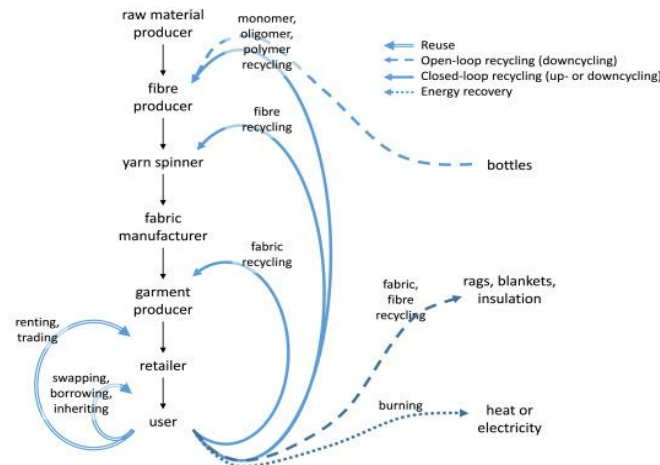 raw material
producer
monomer,
oligomer,
polymer
recycling
Reuse
Open-loop recycling (downcycling)
Closed-loop recycling (up- or downcycling)
Energy recovery
fibre
producer
fibre
recycling
yarn spinner
bottles
fabric
manufacturer
fabric
recycling
garment
producer
fabric,
fibre
recycling
rags, blankets,
insulation
renting,
trading
retailer
swapping,
borrowing,
inheriting
user
burning
heat or
electricity